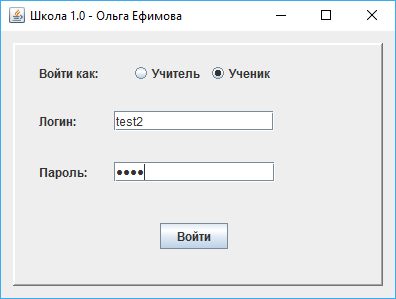 Школа 1.0 - Ольга Ефимова
Войти как: Учитель Ученик
Логин: test2
Пароль: ••••
Войти